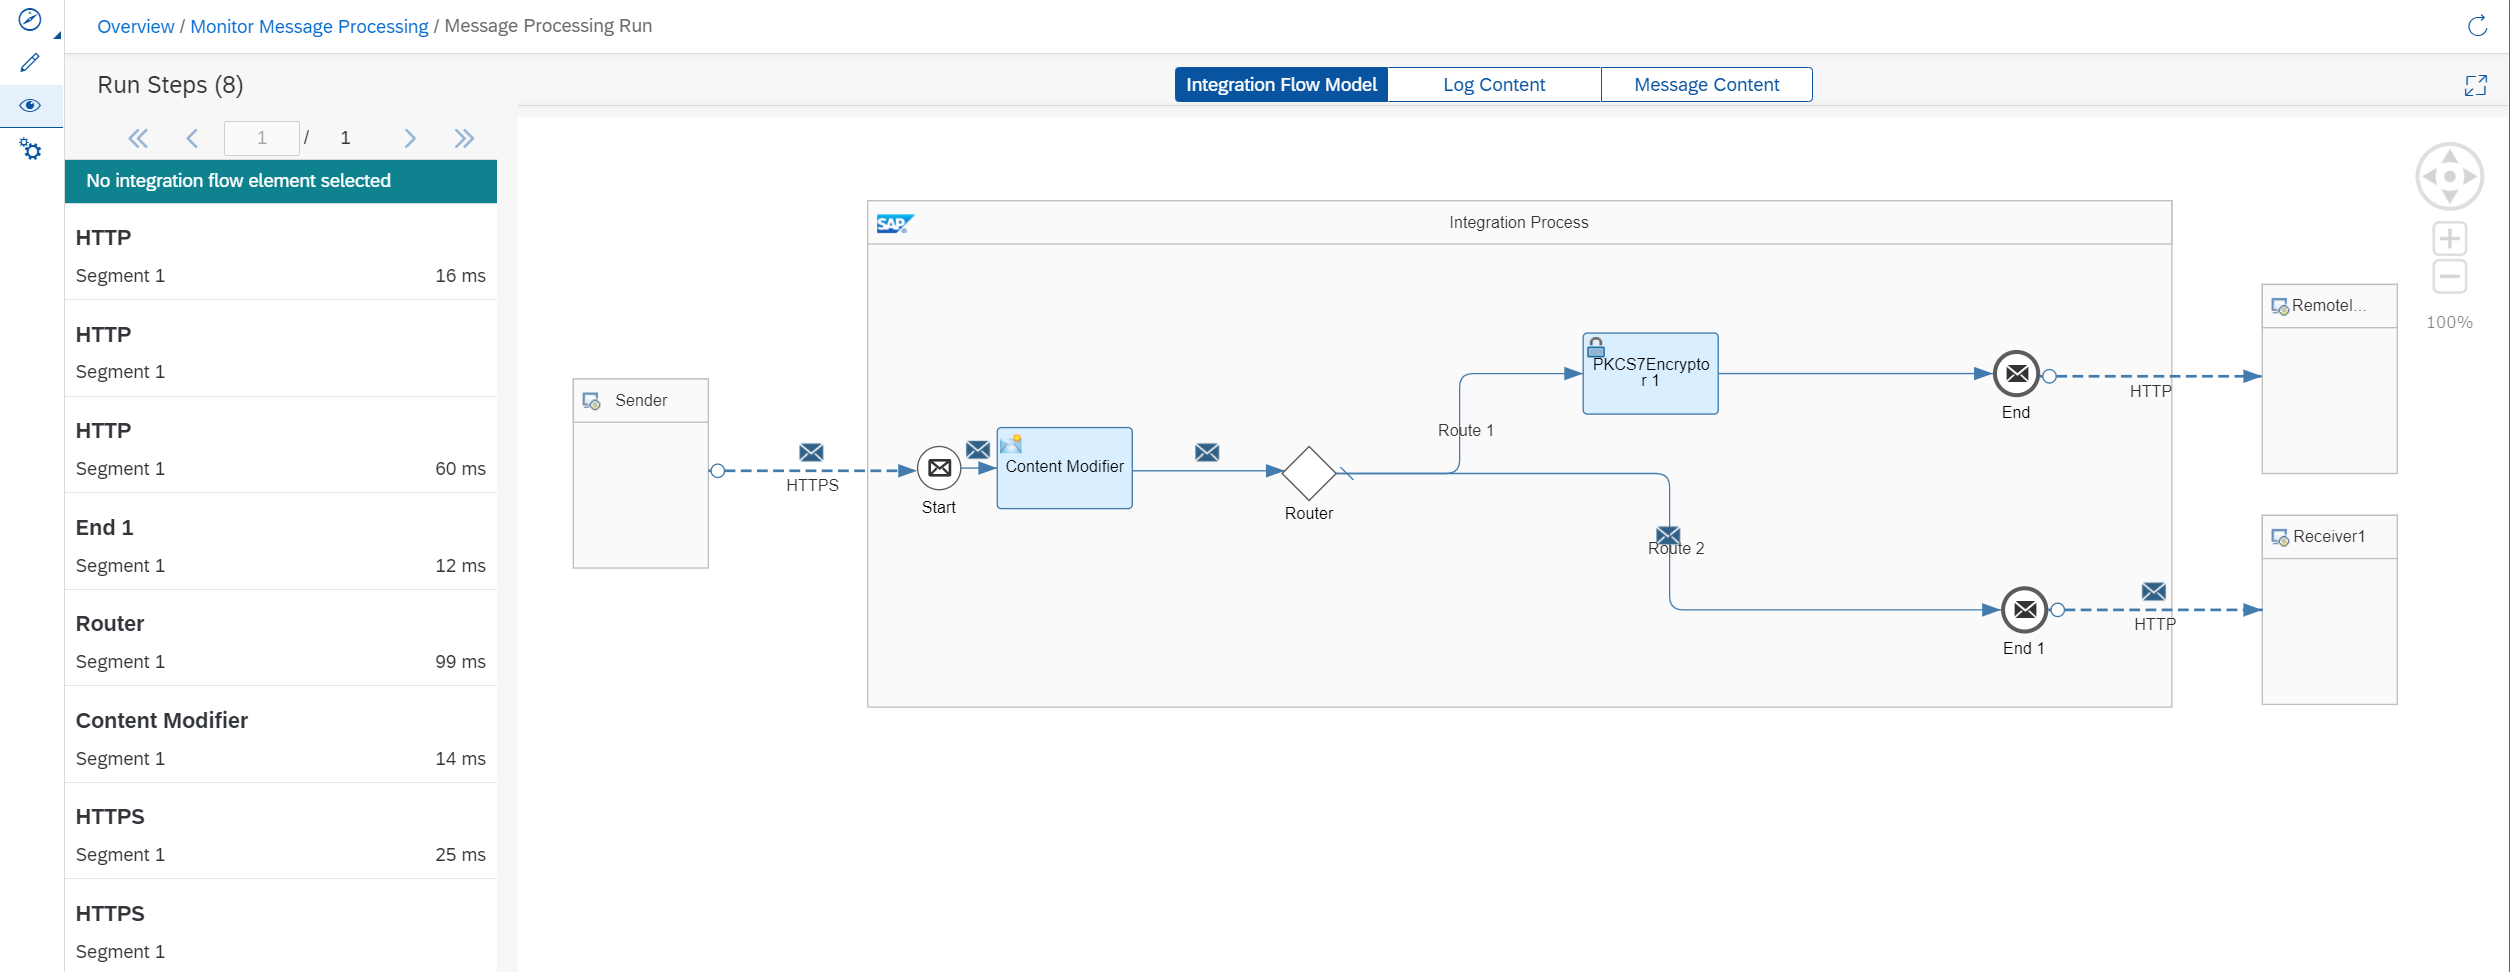 Overview / Monitor Message Processing / Message Processing Run
Run Steps (8)
Integration Flow Model
Log Content
Message Content
1 / 1
No integration flow element selected
HTTP
Segment 1 16 ms
HTTP
Segment 1
HTTP
Segment 1 60 ms
End 1
Segment 1 12 ms
Router
Segment 1 99 ms
Content Modifier
Segment 1 14 ms
HTTPS
Segment 1 25 ms
HTTPS
Segment 1
SAP
Integration Process
Sender
HTTPS
Start
Content Modifier
Router
Route 1
PKCS7Encrypto
r 1
Route 2
End
HTTP
End 1
HTTP
RemoteI...
Receiver1
100%